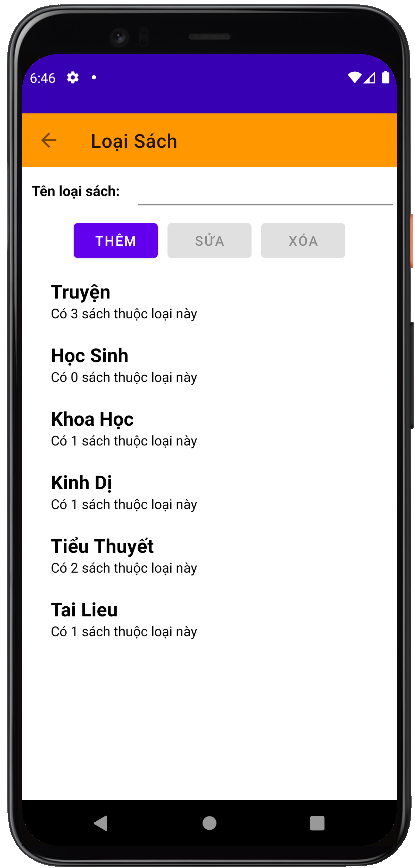 6:46
Loại Sách
Tên loại sách:
THÊM SỬA XÓA
Truyện
Có 3 sách thuộc loại này
Học Sinh
Có 0 sách thuộc loại này
Khoa Học
Có 1 sách thuộc loại này
Kinh Dị
Có 1 sách thuộc loại này
Tiểu Thuyết
Có 2 sách thuộc loại này
Tai Lieu
Có 1 sách thuộc loại này